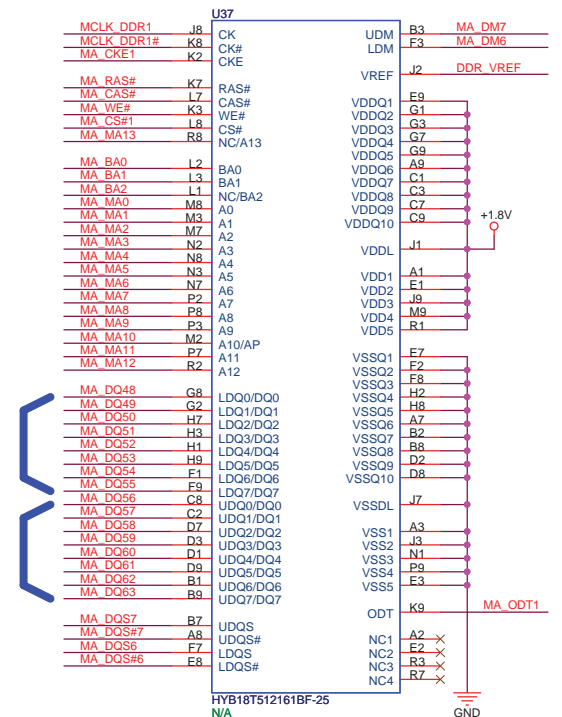 U37
MCLK_DDR1 J8 CK UDM B3 MA_DM7
MCLK_DDR1# K8 CK# LDM F3 MA_DM6
MA_CKE1 K2 CKE
VREF J2 DDR_VREF
MA_RAS# K7 RAS#
MA_CAS# L7 CAS# VDDQ1 E9
MA_WE# K3 WE# VDDQ2 G1
MA_CS#1 L8 CS# VDDQ3 G3
MA_MA13 R8 NC/A13 VDDQ4 G7
VDDQ5 G9
MA_BA0 L2 BA0 VDDQ6 A9
MA_BA1 L3 BA1 VDDQ7 C1
MA_BA2 L1 NC/BA2 VDDQ8 C3
MA_MA0 M8 A0 VDDQ9 C7
MA_MA1 M3 A1 VDDQ10 C9 +1.8V
MA_MA2 M7 A2
MA_MA3 N2 A3 VDDL J1
MA_MA4 N8 A4
MA_MA5 N3 A5 VDD1 A1
MA_MA6 N7 A6 VDD2 E1
MA_MA7 P2 A7 VDD3 J9
MA_MA8 P8 A8 VDD4 M9
MA_MA9 P3 A9 VDD5 R1
MA_MA10 M2 A10/AP
MA_MA11 P7 A11 VSSQ1 E7
MA_MA12 R2 A12 VSSQ2 F2
VSSQ3 F8
MA_DQ48 G8 LDQ0/DQ0 VSSQ4 H2
MA_DQ49 G2 LDQ1/DQ1 VSSQ5 H8
MA_DQ50 H7 LDQ2/DQ2 VSSQ6 A7
MA_DQ51 H3 LDQ3/DQ3 VSSQ7 B2
MA_DQ52 H1 LDQ4/DQ4 VSSQ8 B8
MA_DQ53 H9 LDQ5/DQ5 VSSQ9 D2
MA_DQ54 F1 LDQ6/DQ6 VSSQ10 D8
MA_DQ55 F9 LDQ7/DQ7
MA_DQ56 C8 UDQ0/DQ0 VSSDL J7
MA_DQ57 C2 UDQ1/DQ1
MA_DQ58 D7 UDQ2/DQ2 VSS1 A3
MA_DQ59 D3 UDQ3/DQ3 VSS2 J3
MA_DQ60 D1 UDQ4/DQ4 VSS3 N1
MA_DQ61 D9 UDQ5/DQ5 VSS4 P9
MA_DQ62 B1 UDQ6/DQ6 VSS5 E3
MA_DQ63 B9 UDQ7/DQ7
ODT K9 MA_ODT1
MA_DQS7 B7 UDQS
MA_DQS#7 A8 UDQS# NC1 A2
MA_DQS6 F7 LDQS NC2 E2
MA_DQS#6 E8 LDQS# NC3 R3
NC4 R7
HYB18T512161BF-25
N/A
GND